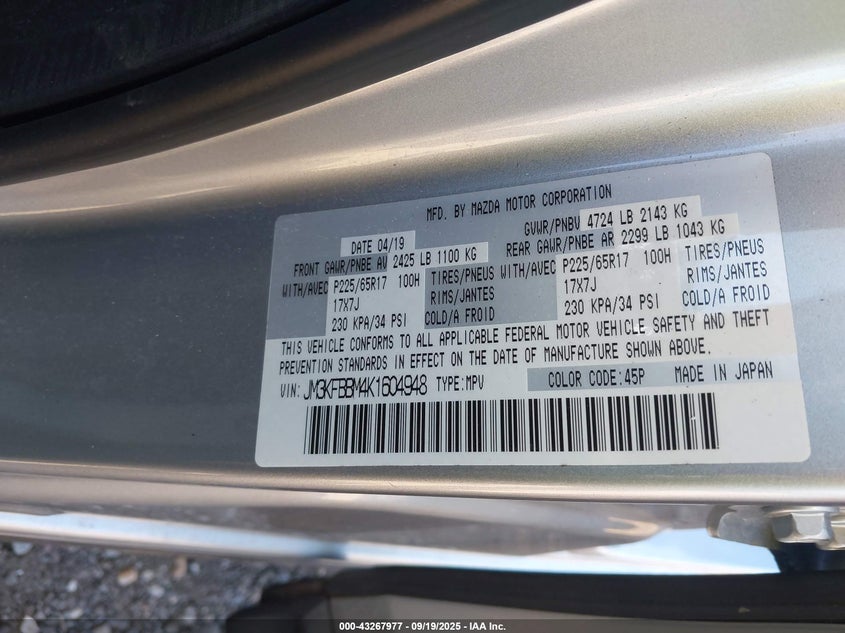 MFD. BY MAZDA MOTOR CORPORATION
DATE 04/19 GVWR/PNBV 4724 LB 2143 KG
FRONT GAWR/PNBE AV 2425 LB 1100 KG REAR GAWR/PNBE AR 2299 LB 1043 KG
WITH/AVEC P225/65R17 100H TIRES/PNEUS WITH/AVEC P225/65R17 100H TIRES/PNEUS
17X7J RIMS/JANTES 17X7J RIMS/JANTES
230 KPA/34 PSI COLD/A FROID 230 KPA/34 PSI COLD/A FROID
THIS VEHICLE CONFORMS TO ALL APPLICABLE FEDERAL MOTOR VEHICLE SAFETY AND THEFT
PREVENTION STANDARDS IN EFFECT ON THE DATE OF MANUFACTURE SHOWN ABOVE.
VIN: JM3KFBBM4K1604948 TYPE:MPV COLOR CODE:45P MADE IN JAPAN
000-43267977 - 09/19/2025 - IAA Inc.